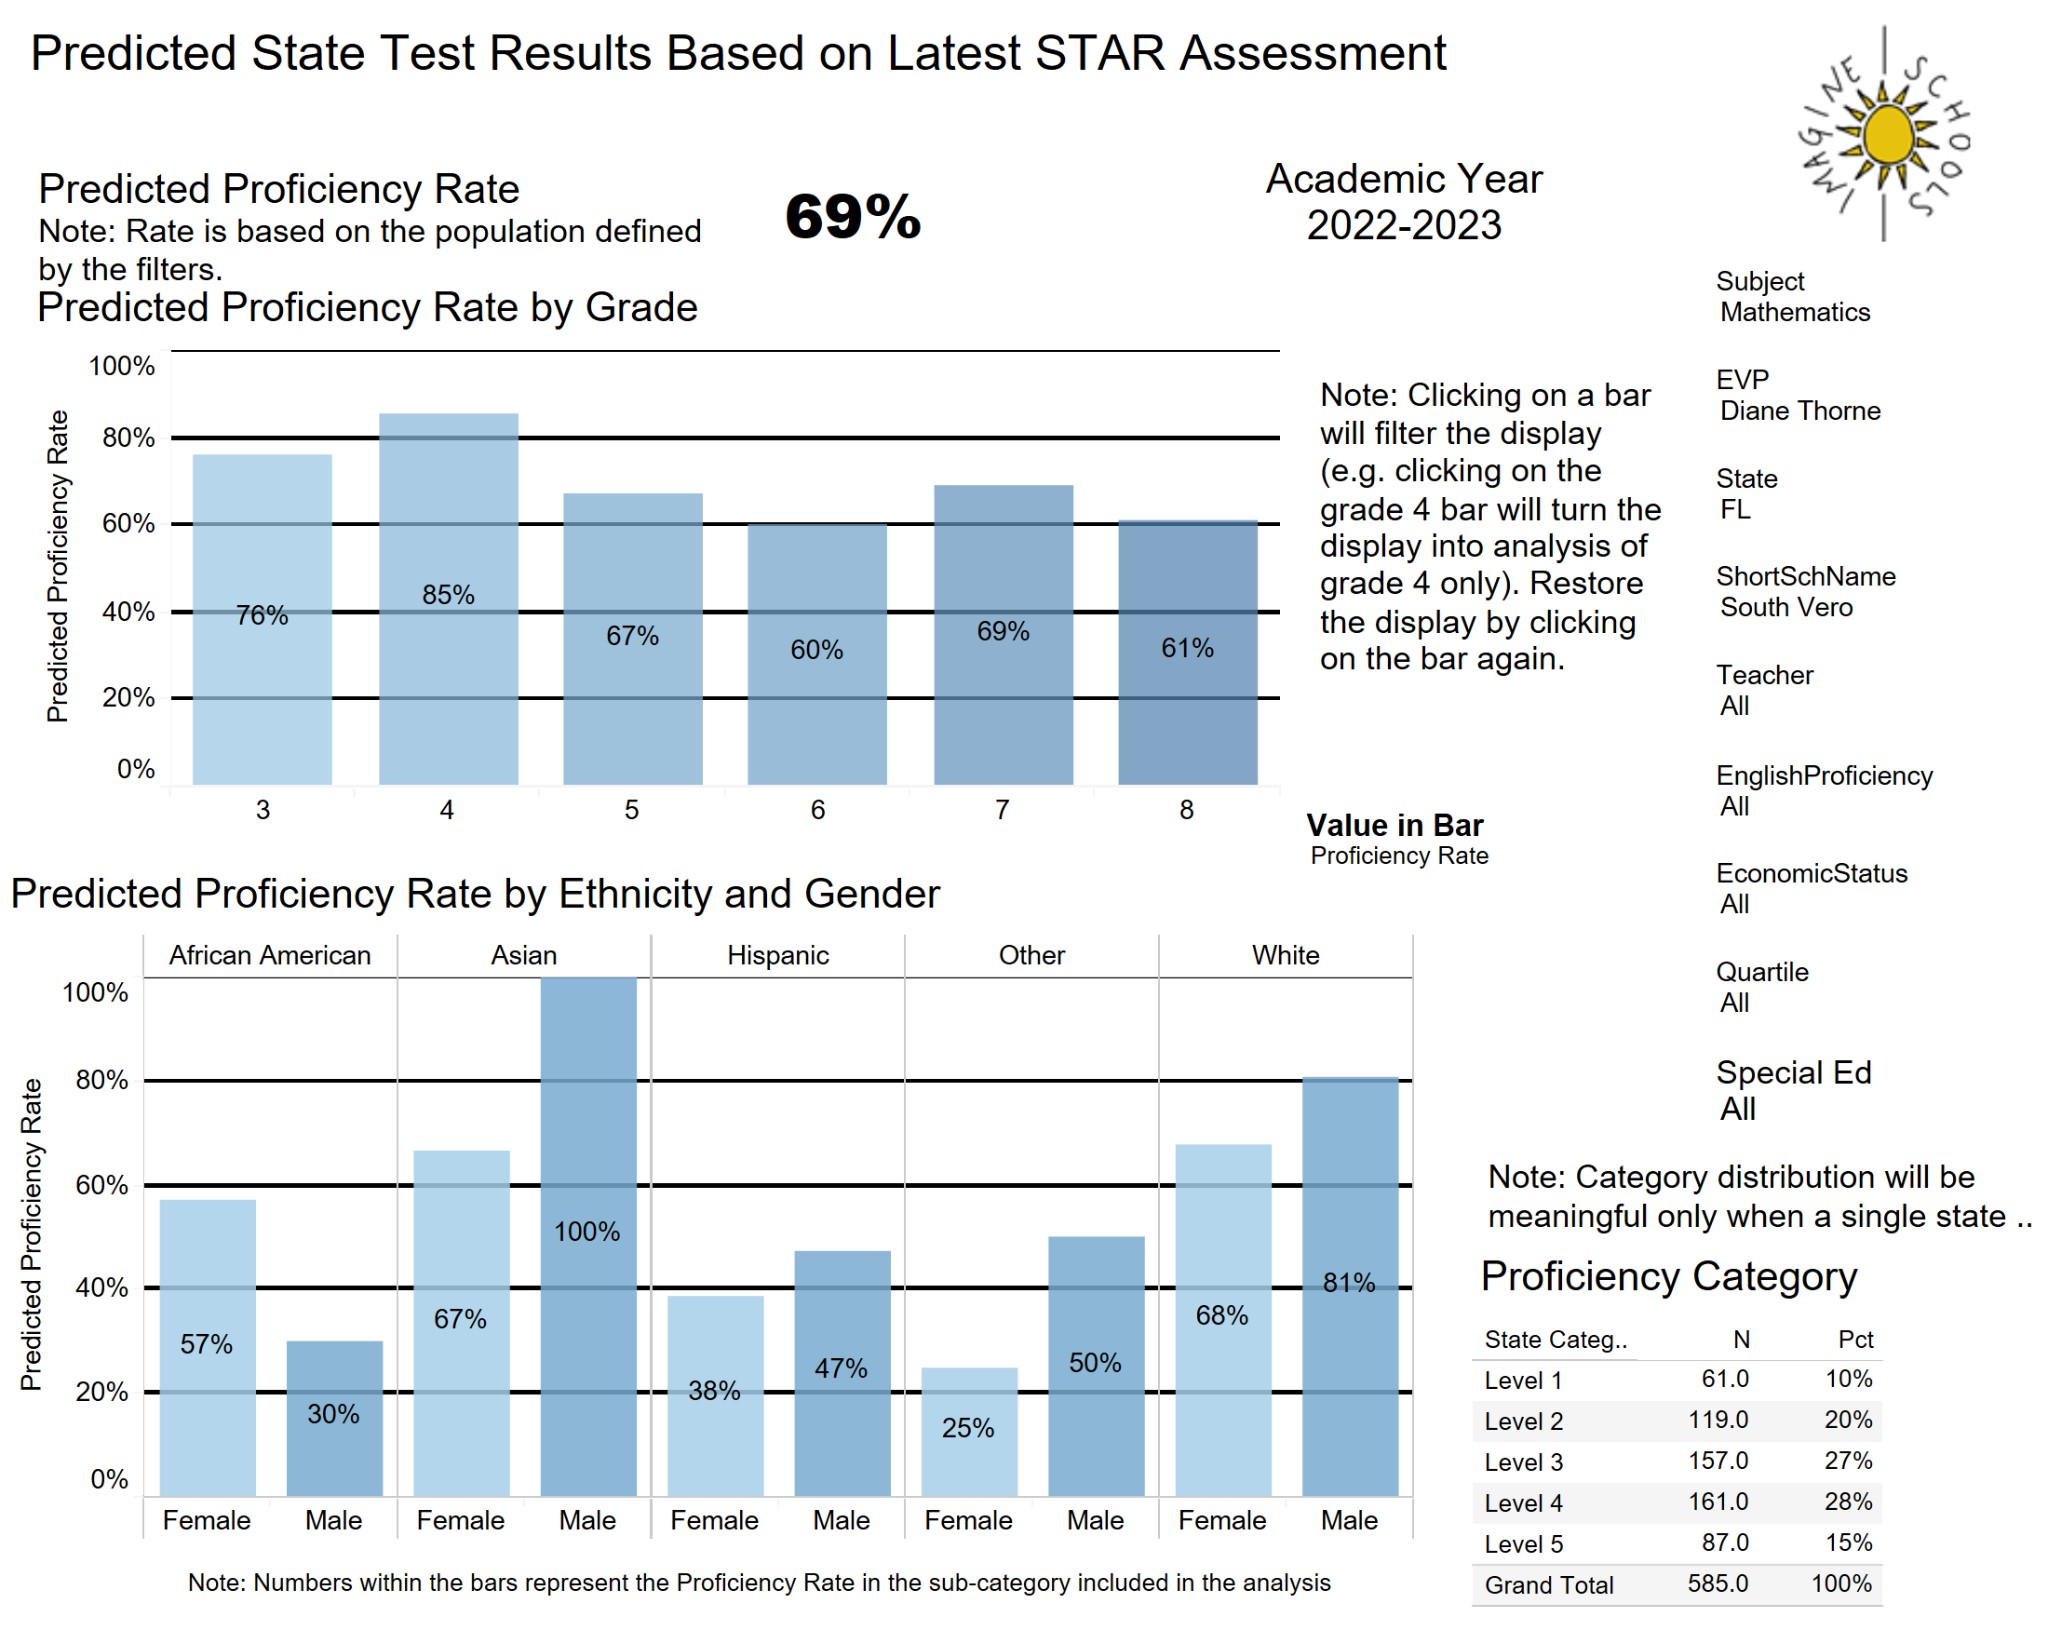 Predicted State Test Results Based on Latest STAR Assessment
IMAGINE SCHOOLS
Predicted Proficiency Rate
Note: Rate is based on the population defined
by the filters.
69%
Academic Year
2022-2023
Predicted Proficiency Rate by Grade
Predicted Proficiency Rate
100%
80%
60%
40%
20%
0%
76%
85%
67%
60%
69%
61%
3
4
5
6
7
8
Note: Clicking on a bar
will filter the display
(e.g. clicking on the
grade 4 bar will turn the
display into analysis of
grade 4 only). Restore
the display by clicking
on the bar again.
Value in Bar
Proficiency Rate
Subject
Mathematics
EVP
Diane Thorne
State
FL
ShortSchName
South Vero
Teacher
All
EnglishProficiency
All
EconomicStatus
All
Quartile
All
Special Ed
All
Predicted Proficiency Rate by Ethnicity and Gender
African American
Asian
Hispanic
Other
White
Predicted Proficiency Rate
100%
80%
60%
40%
20%
0%
57%
30%
67%
100%
38%
47%
25%
50%
68%
81%
Female
Male
Female
Male
Female
Male
Female
Male
Female
Male
Note: Numbers within the bars represent the Proficiency Rate in the sub-category included in the analysis
Note: Category distribution will be
meaningful only when a single state ..
Proficiency Category
State Categ.. N Pct
Level 1 61.0 10%
Level 2 119.0 20%
Level 3 157.0 27%
Level 4 161.0 28%
Level 5 87.0 15%
Grand Total 585.0 100%